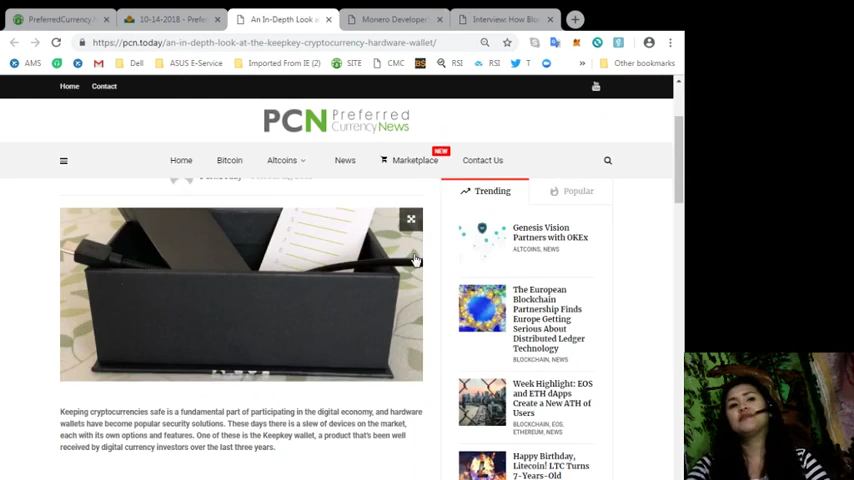 PreferredCurrency
10-14-2018 - Prefer
An In-Depth Look a
Monero Developer
Interview: How Blo
https://pcn.today/an-in-depth-look-at-the-keepkey-cryptocurrency-hardware-wallet/
AMS
Dell
ASUS E-Service
Imported From IE (2)
SITE
CMC
RSI
RSI
T
Other bookmarks
Home
Contact
PCN Preferred
Currency News
NEW
Home
Bitcoin
Altcoins
News
Marketplace
Contact Us
Trending
Popular
Genesis Vision
Partners with OKEx
ALTCOINS, NEWS
The European
Blockchain
Partnership Finds
Europe Getting
Serious About
Distributed Ledger
Technology
BLOCKCHAIN, NEWS
Week Highlight: EOS
and ETH dApps
Create a New ATH of
Users
BLOCKCHAIN, EOS,
ETHEREUM, NEWS
Happy Birthday,
Litecoin! LTC Turns
7-Years-Old
Keeping cryptocurrencies safe is a fundamental part of participating in the digital economy, and hardware
wallets have become popular security solutions. These days there is a slew of devices on the market,
each with its own options and features. One of these is the Keepkey wallet, a product that's been well
received by digital currency investors over the last three years.